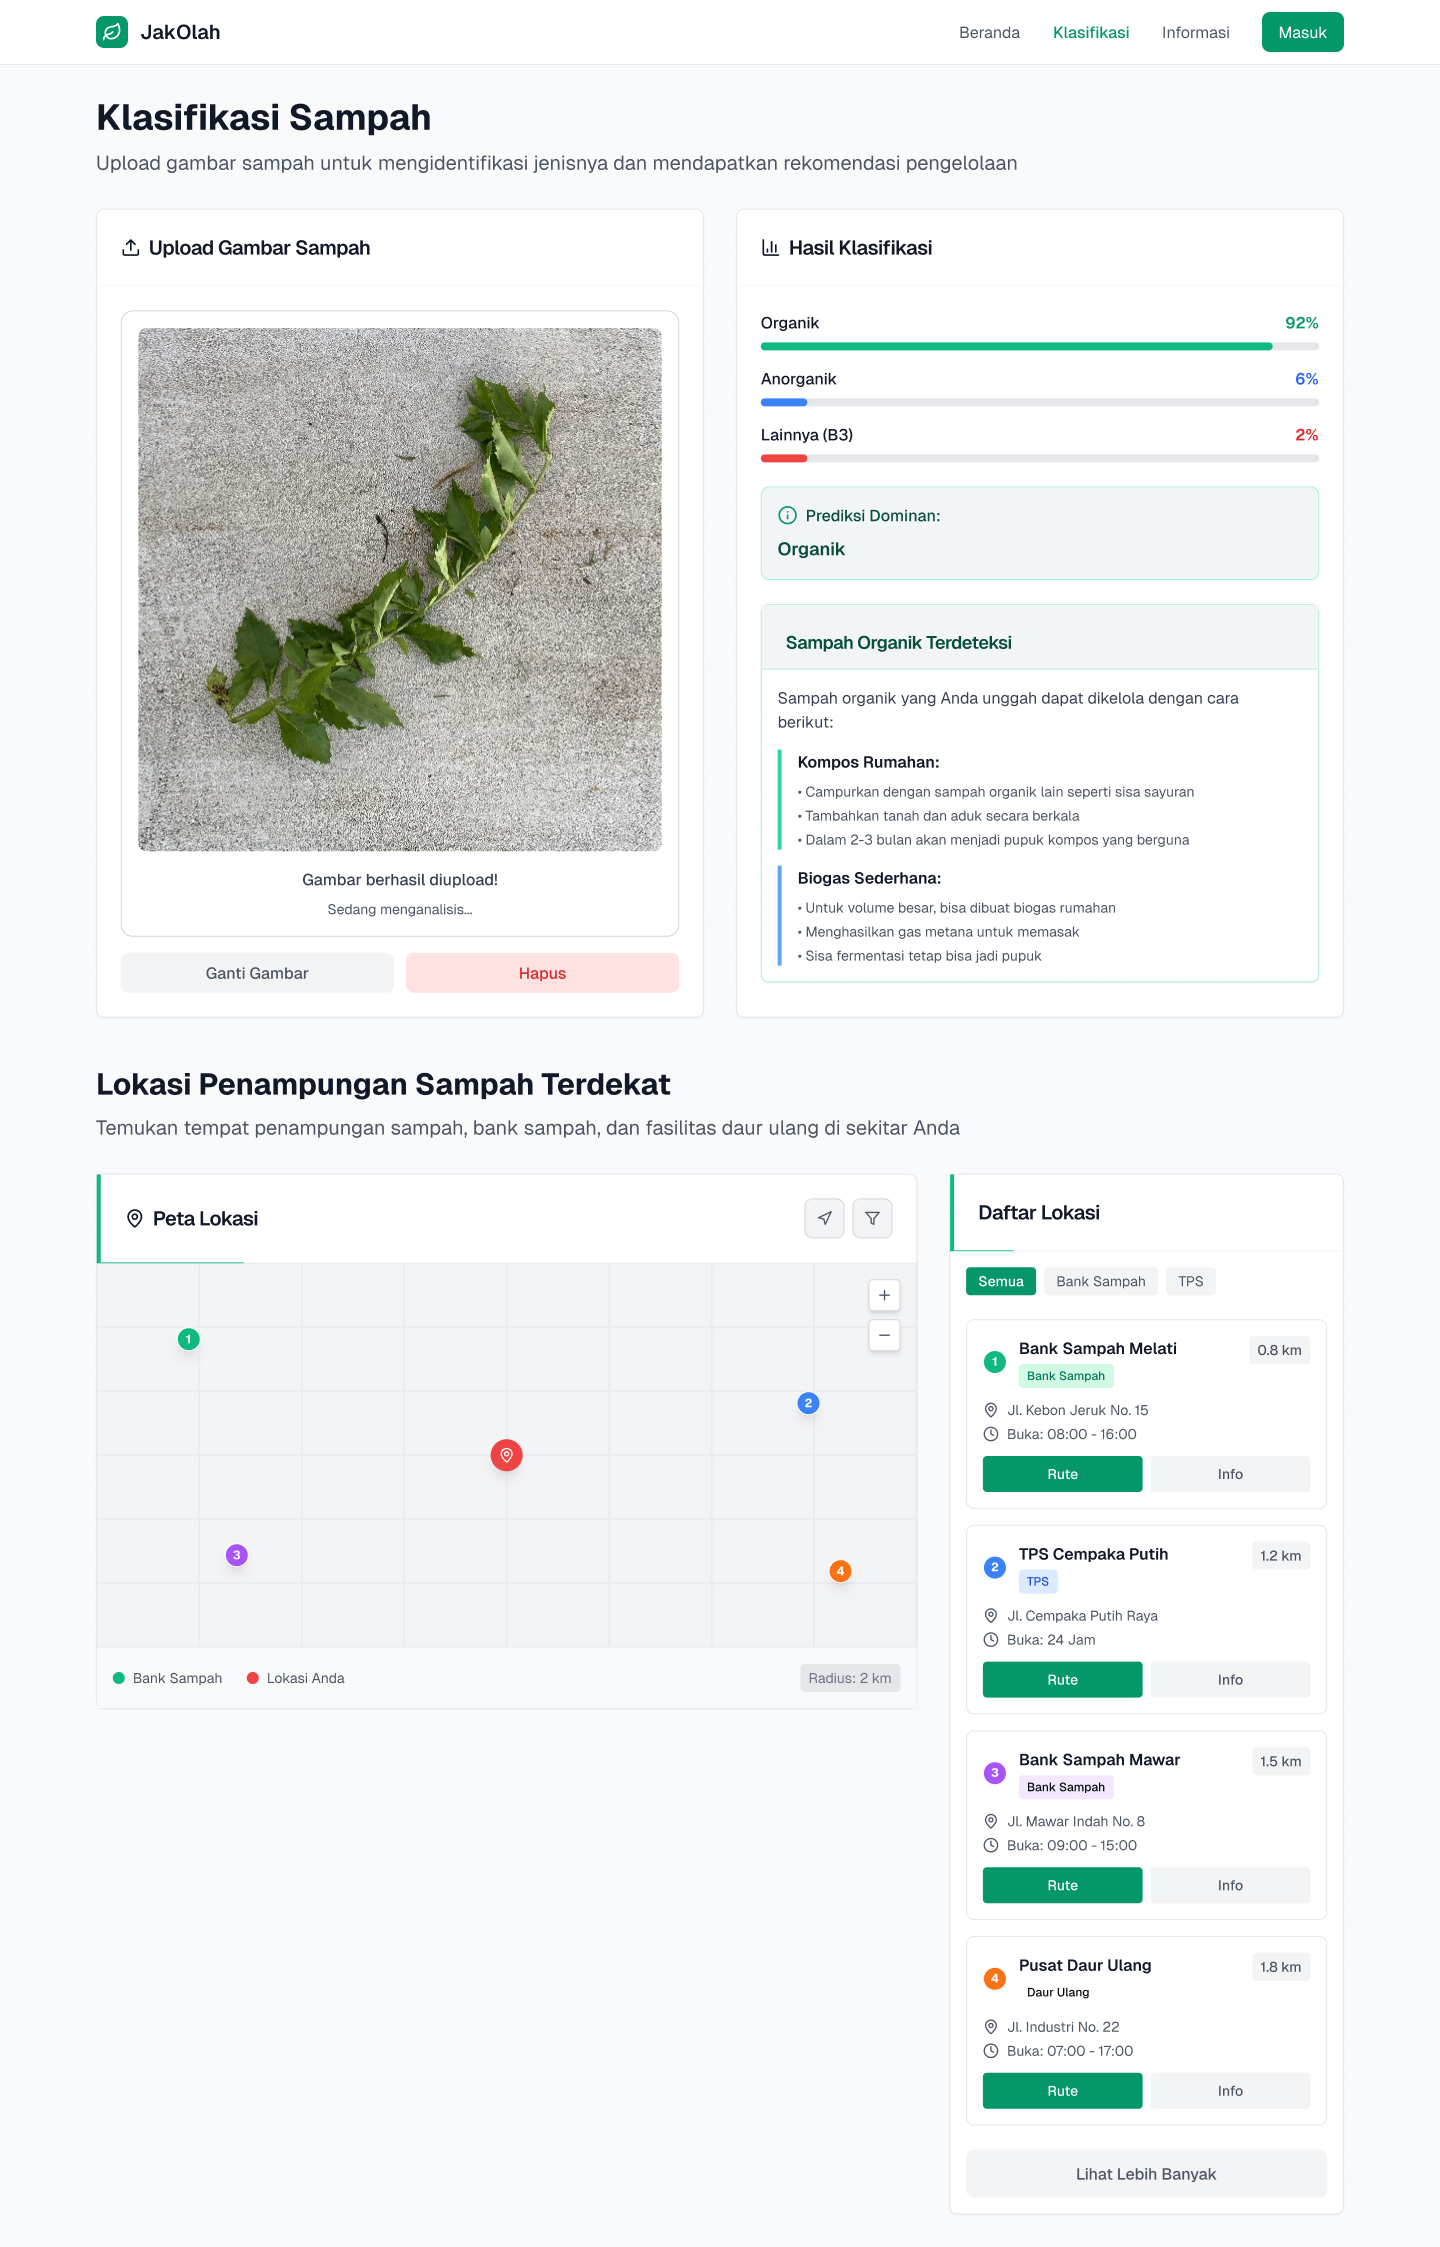 JakOlah
Beranda
Klasifikasi
Informasi
Masuk
Klasifikasi Sampah
Upload gambar sampah untuk mengidentifikasi jenisnya dan mendapatkan rekomendasi pengelolaan
Upload Gambar Sampah
Gambar berhasil diupload!
Sedang menganalisis...
Ganti Gambar
Hapus
Hasil Klasifikasi
Organik
92%
Anorganik
6%
Lainnya (B3)
2%
Prediksi Dominan:
Organik
Sampah Organik Terdeteksi
Sampah organik yang Anda unggah dapat dikelola dengan cara
berikut:
Kompos Rumahan:
• Campurkan dengan sampah organik lain seperti sisa sayuran
• Tambahkan tanah dan aduk secara berkala
• Dalam 2-3 bulan akan menjadi pupuk kompos yang berguna
Biogas Sederhana:
• Untuk volume besar, bisa dibuat biogas rumahan
• Menghasilkan gas metana untuk memasak
• Sisa fermentasi tetap bisa jadi pupuk
Lokasi Penampungan Sampah Terdekat
Temukan tempat penampungan sampah, bank sampah, dan fasilitas daur ulang di sekitar Anda
Peta Lokasi
+
−
1
2
3
4
Bank Sampah
Lokasi Anda
Radius: 2 km
Daftar Lokasi
Semua
Bank Sampah
TPS
1
Bank Sampah Melati
0.8 km
Bank Sampah
Jl. Kebon Jeruk No. 15
Buka: 08:00 - 16:00
Rute
Info
2
TPS Cempaka Putih
1.2 km
TPS
Jl. Cempaka Putih Raya
Buka: 24 Jam
Rute
Info
3
Bank Sampah Mawar
1.5 km
Bank Sampah
Jl. Mawar Indah No. 8
Buka: 09:00 - 15:00
Rute
Info
4
Pusat Daur Ulang
1.8 km
Daur Ulang
Jl. Industri No. 22
Buka: 07:00 - 17:00
Rute
Info
Lihat Lebih Banyak